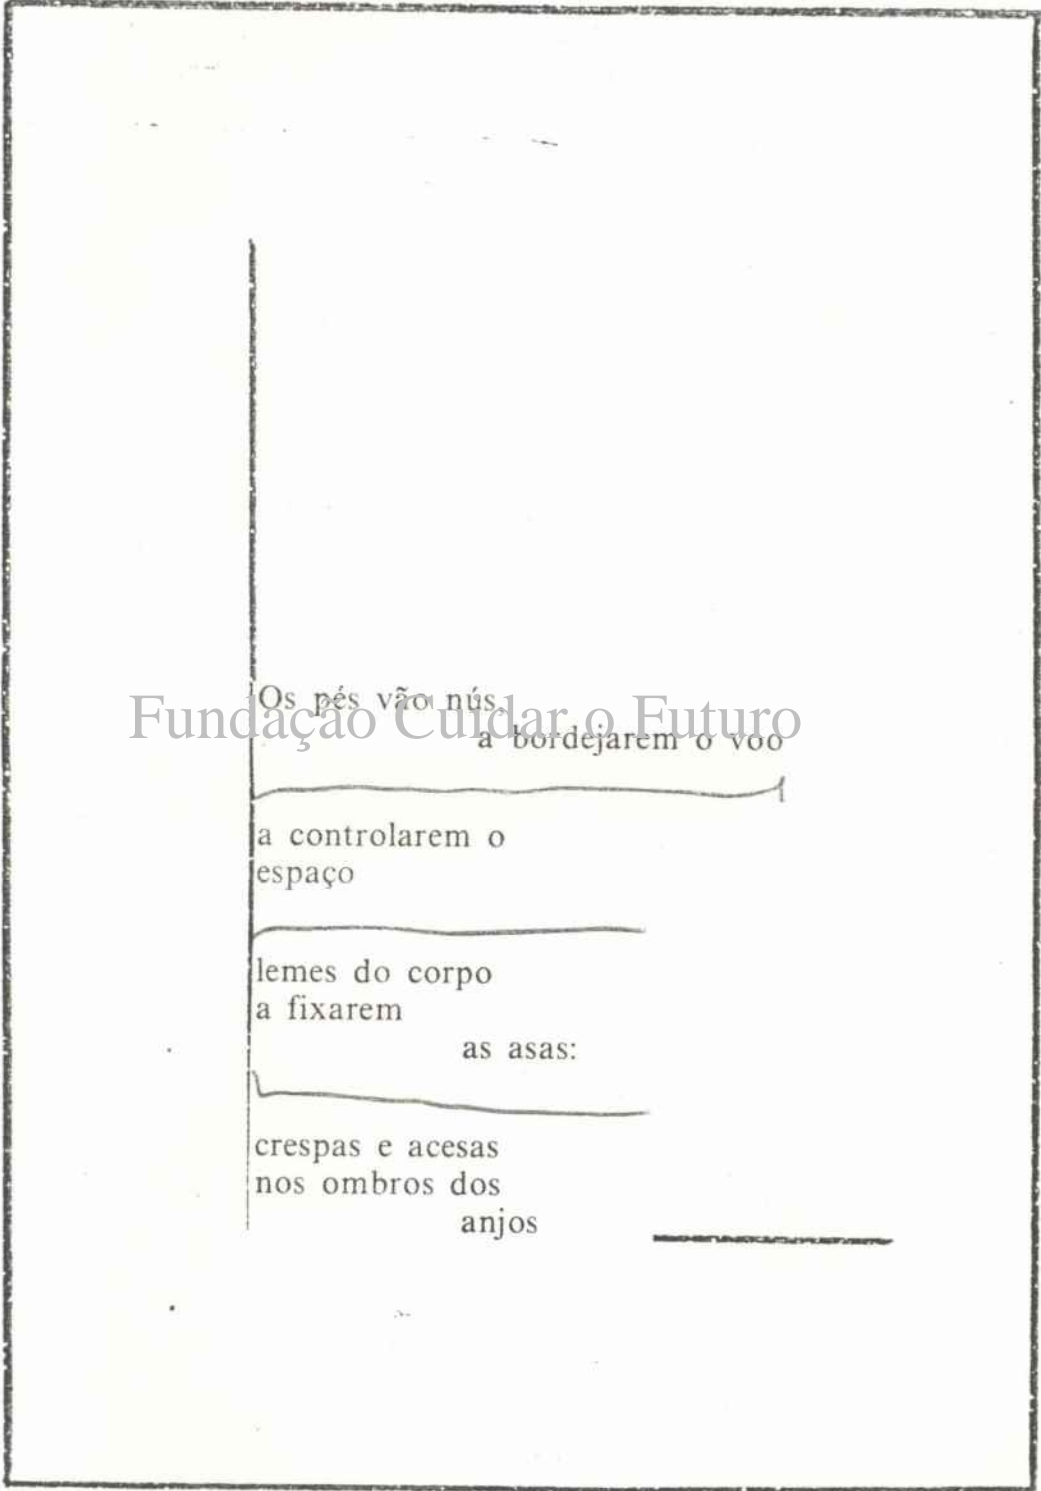 Os pés vão nús,
Fundação Cuidar o Futuro
a bordejarem o voo
a controlarem o
espaço
lemes do corpo
a fixarem
as asas:
crespas e acesas
nos ombros dos
anjos